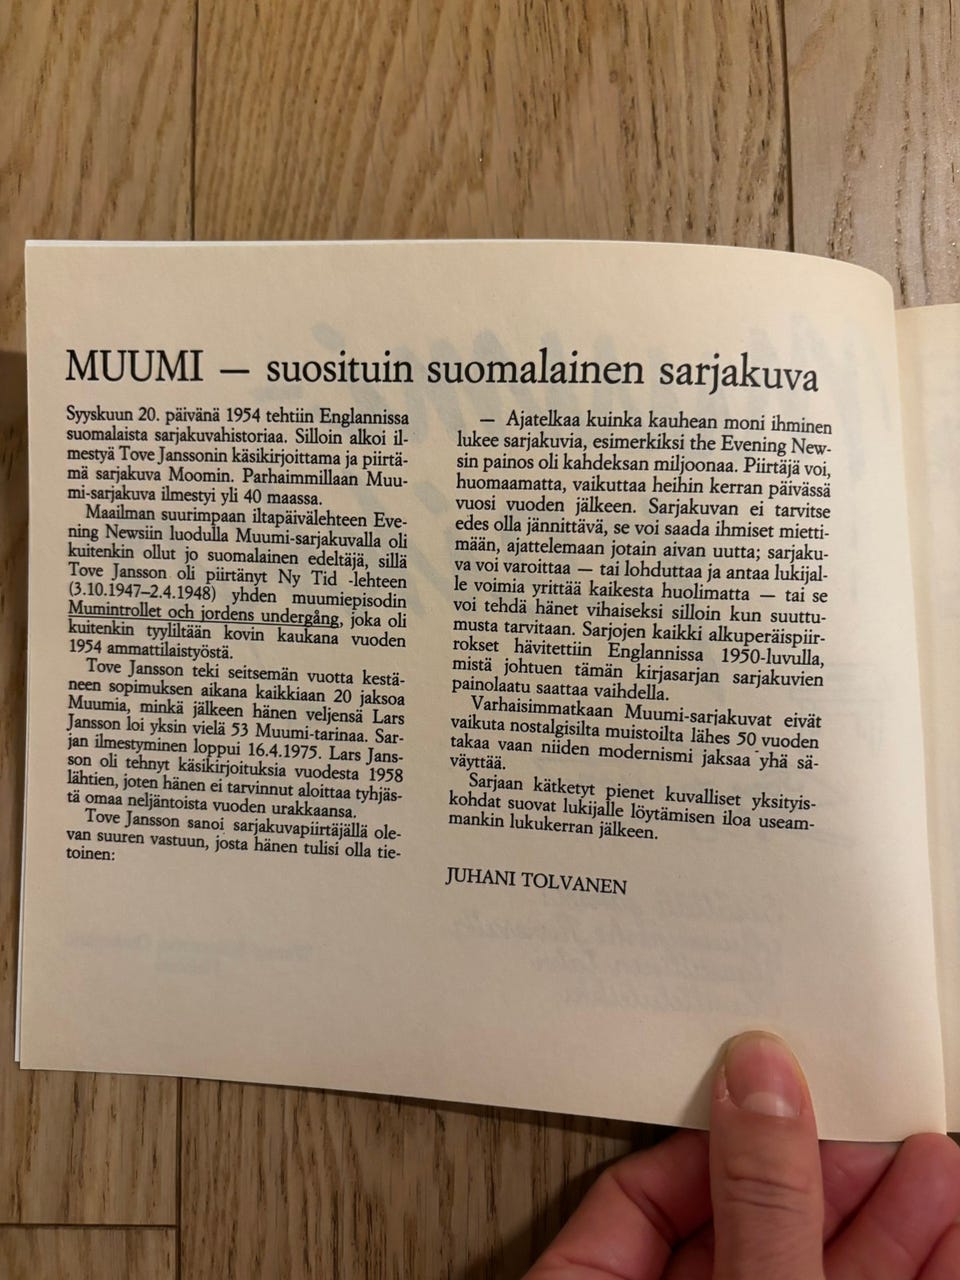 MUUMI — suosituin suomalainen sarjakuva
Syyskuun 20. päivänä 1954 tehtiin Englannissa
suomalaista sarjakuvahistoriaa. Silloin alkoi il-
mestyä Tove Janssonin käsikirjoittama ja piirtä-
mä sarjakuva Moomin. Parhaimmillaan Muu-
mi-sarjakuva ilmestyi yli 40 maassa.
Maailman suurimpaan iltapäivälehteen Eve-
ning Newsiin luodulla Muumi-sarjakuvalla oli
kuitenkin ollut jo suomalainen edeltäjä, sillä
Tove Jansson oli piirtänyt Ny Tid -lehteen
(3.10.1947–2.4.1948) yhden muumiepisodin
Mumintrollet och jordens undergång, joka oli
kuitenkin tyyliltään kovin kaukana vuoden
1954 ammattilaistyöstä.
Tove Jansson teki seitsemän vuotta kestä-
neen sopimuksen aikana kaikkiaan 20 jaksoa
Muumia, minkä jälkeen hänen veljensä Lars
Jansson loi yksin vielä 53 Muumi-tarinaa. Sar-
jan ilmestyminen loppui 16.4.1975. Lars Jans-
son oli tehnyt käsikirjoituksia vuodesta 1958
lähtien, joten hänen ei tarvinnut aloittaa tyhjäs-
tä omaa neljäntoista vuoden urakkaansa.
Tove Jansson sanoi sarjakuvapiirtäjällä ole-
van suuren vastuun, josta hänen tulisi olla tie-
toinen:
— Ajatelkaa kuinka kauhean moni ihminen
lukee sarjakuvia, esimerkiksi the Evening New-
sin painos oli kahdeksan miljoonaa. Piirtäjä voi,
huomaamatta, vaikuttaa heihin kerran päivässä
vuosi vuoden jälkeen. Sarjakuvan ei tarvitse
edes olla jännittävä, se voi saada ihmiset mietti-
mään, ajattelemaan jotain aivan uutta; sarjaku-
va voi varoittaa — tai lohduttaa ja antaa lukijal-
le voimia yrittää kaikesta huolimatta — tai se
voi tehdä hänet vihaiseksi silloin kun suuttu-
musta tarvitaan. Sarjojen kaikki alkuperäispiir-
rokset hävitettiin Englannissa 1950-luvulla,
mistä johtuen tämän kirjasarjan sarjakuvien
painolaatu saattaa vaihdella.
Varhaisimmatkaan Muumi-sarjakuvat eivät
vaikuta nostalgisilta muistoilta lähes 50 vuoden
takaa vaan niiden modernismi jaksaa yhä sä-
väyttää.
Sarjaan kätketyt pienet kuvalliset yksityis-
kohdat suovat lukijalle löytämisen iloa useam-
mankin lukukerran jälkeen.
JUHANI TOLVANEN